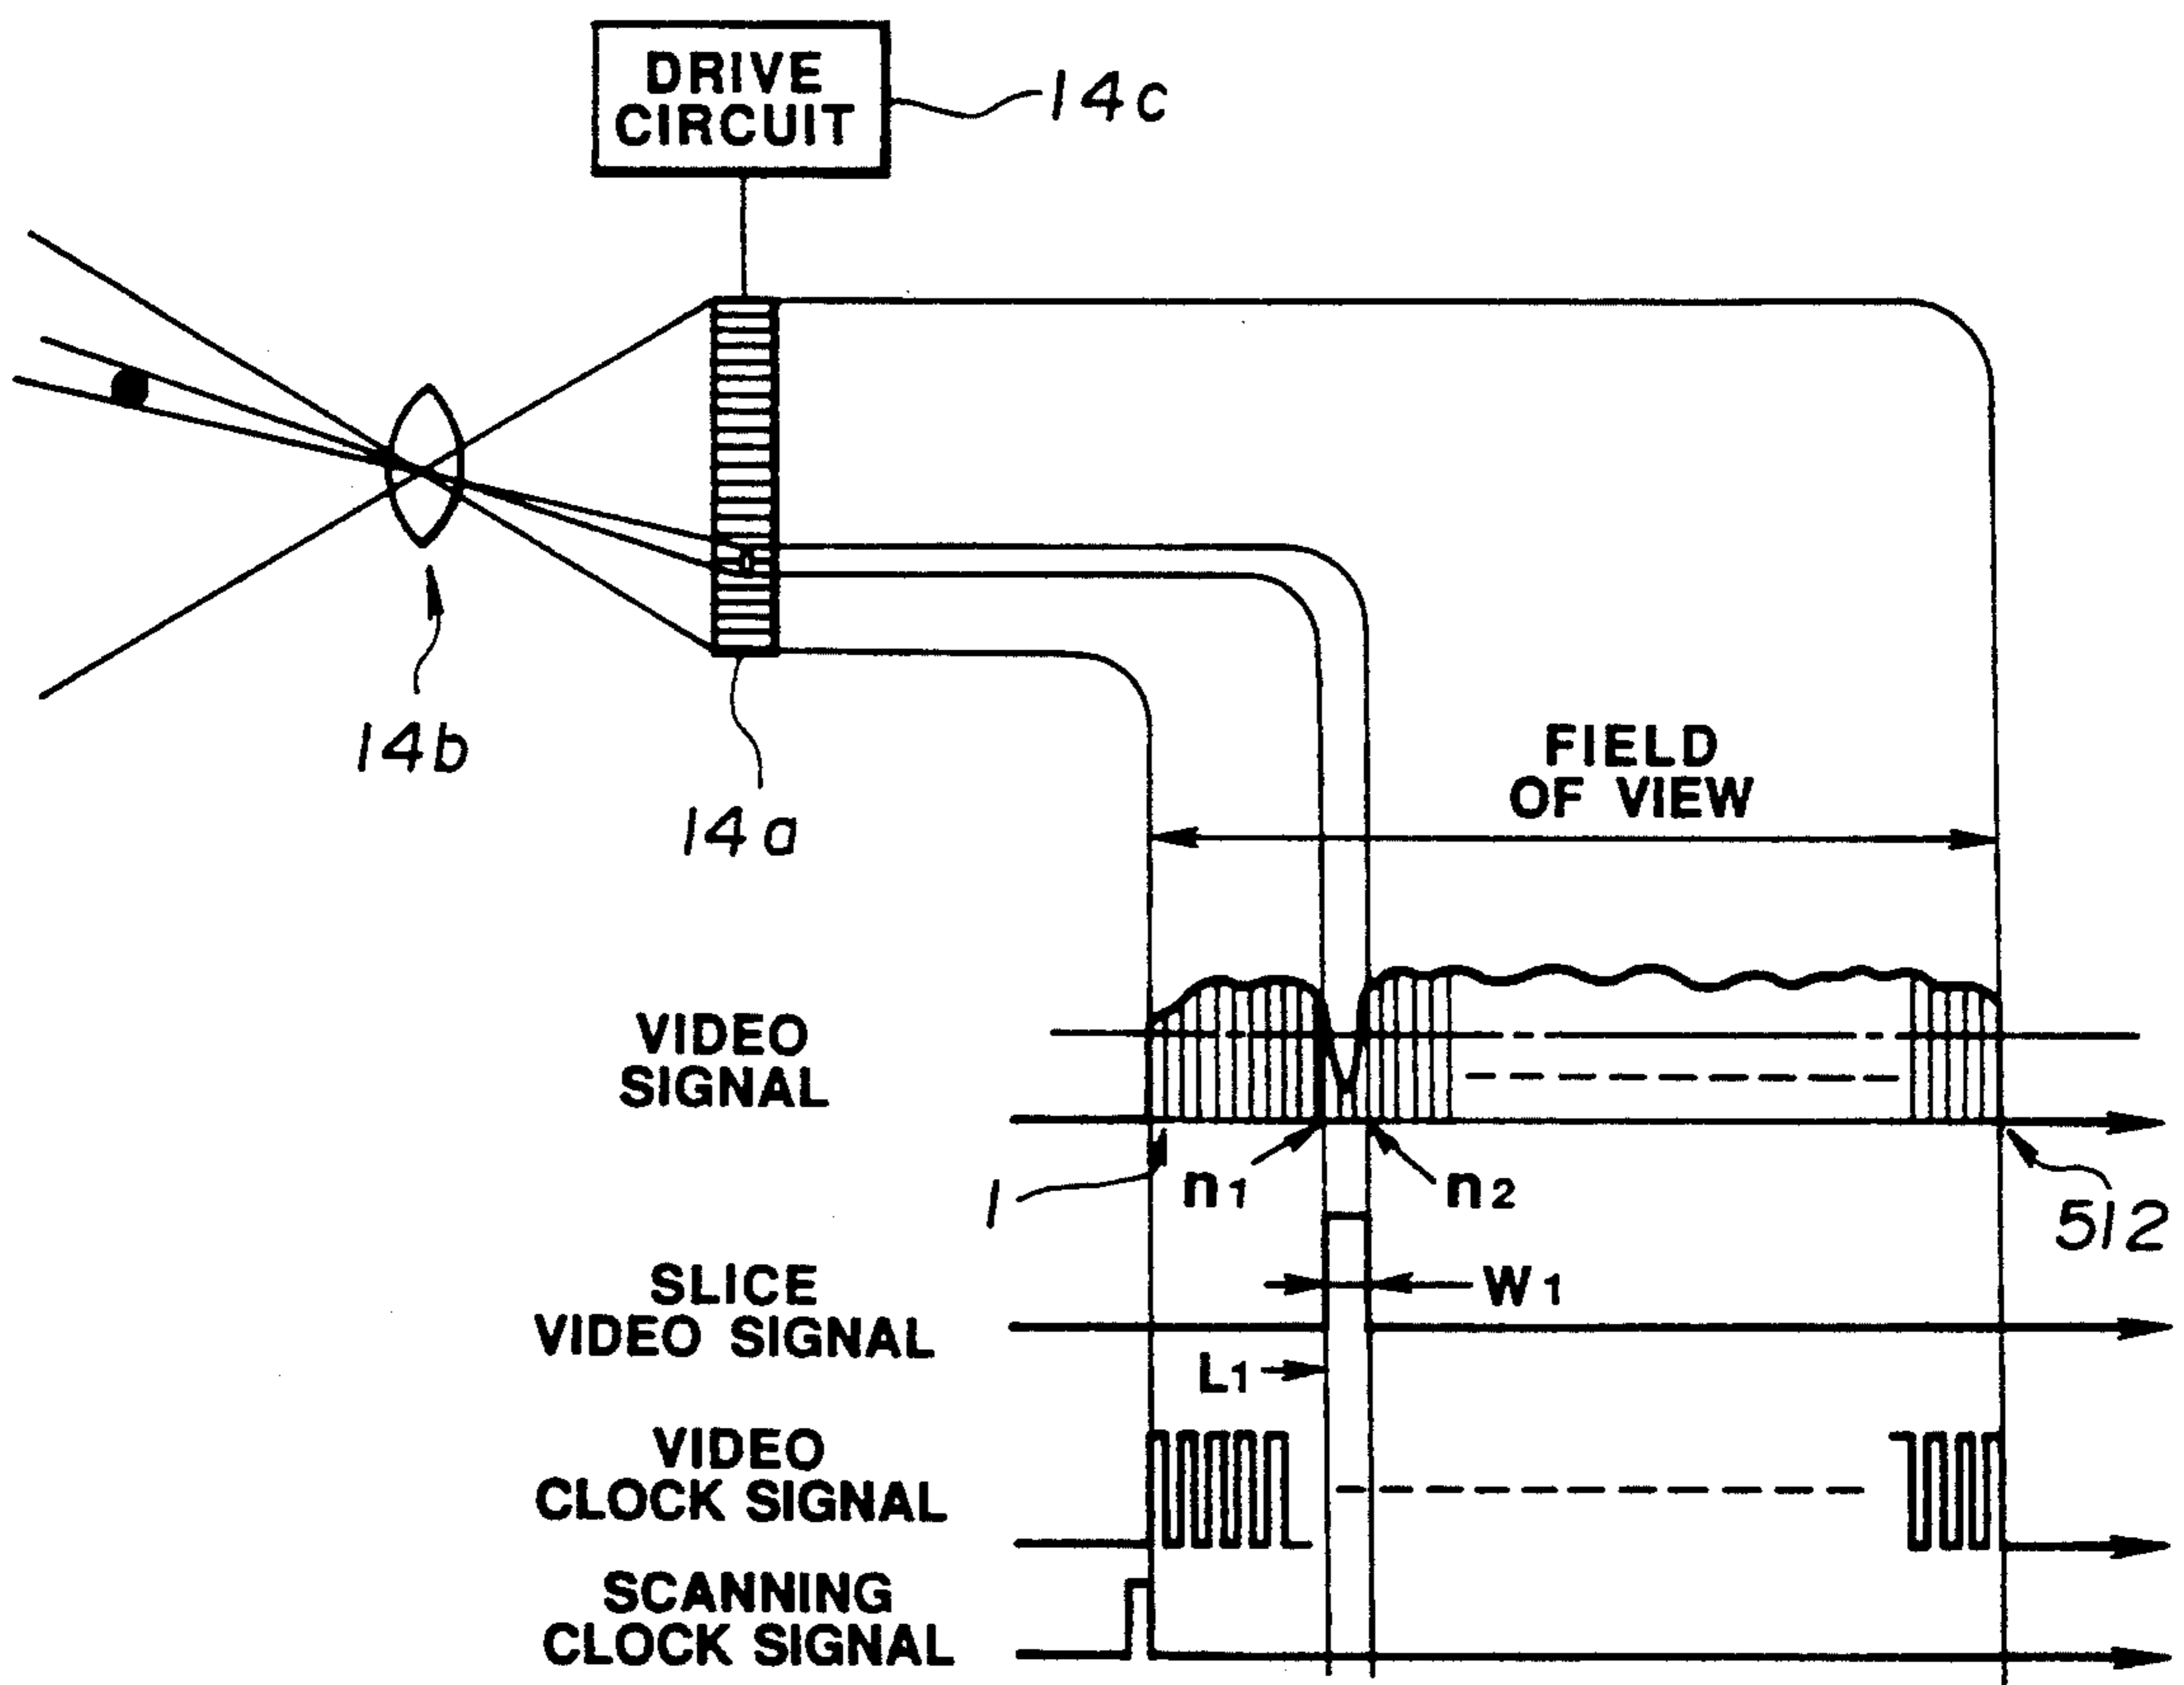 DRIVE
CIRCUIT
14c
14b
14a
FIELD
OF VIEW
VIDEO
SIGNAL
1
n1
n2
512
SLICE
VIDEO SIGNAL
W1
L1
VIDEO
CLOCK SIGNAL
SCANNING
CLOCK SIGNAL